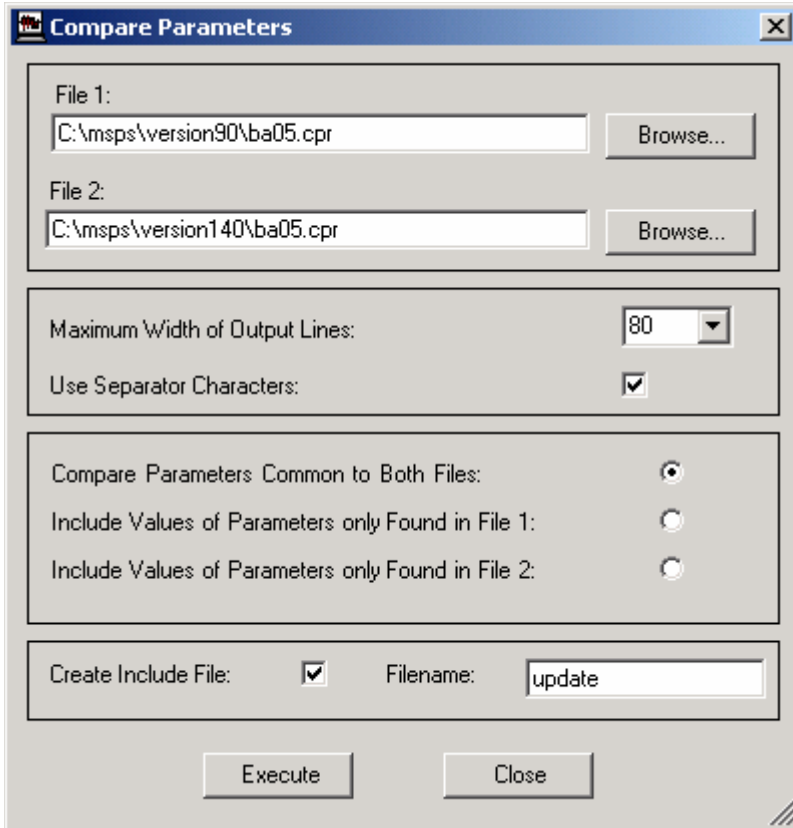 Compare Parameters
File 1:
C:\msps\version90\ba05.cpr
Browse...
File 2:
C:\msps\version140\ba05.cpr
Browse...
Maximum Width of Output Lines:
80
Use Separator Characters:
Compare Parameters Common to Both Files:
Include Values of Parameters only Found in File 1:
Include Values of Parameters only Found in File 2:
Create Include File:
Filename:
update
Execute
Close